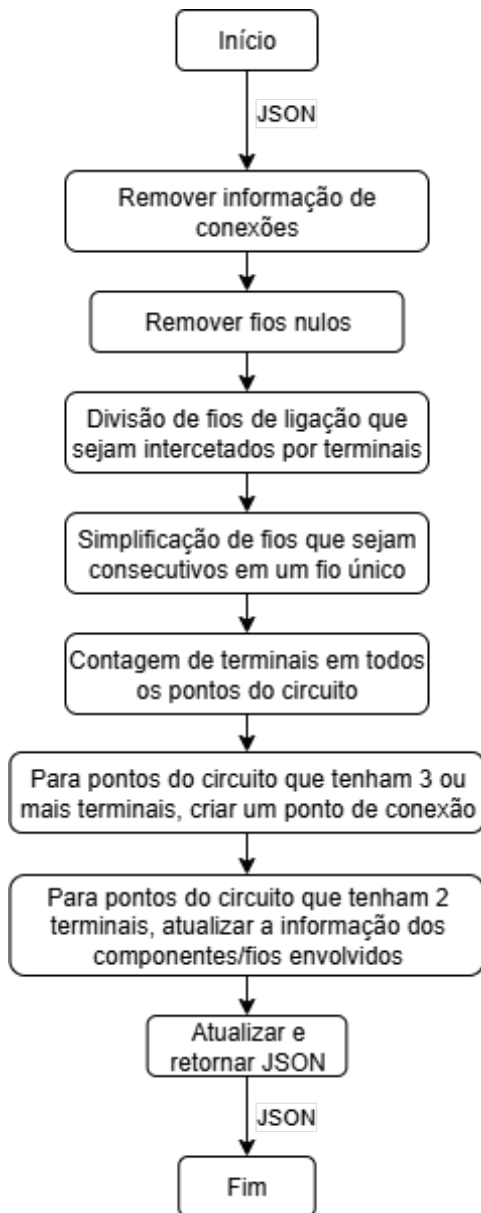 Início
JSON
Remover informação de
conexões
Remover fios nulos
Divisão de fios de ligação que
sejam intercetados por terminais
Simplificação de fios que sejam
consecutivos em um fio único
Contagem de terminais em todos
os pontos do circuito
Para pontos do circuito que tenham 3 ou
mais terminais, criar um ponto de conexão
Para pontos do circuito que tenham 2
terminais, atualizar a informação dos
componentes/fios envolvidos
Atualizar e
retornar JSON
JSON
Fim